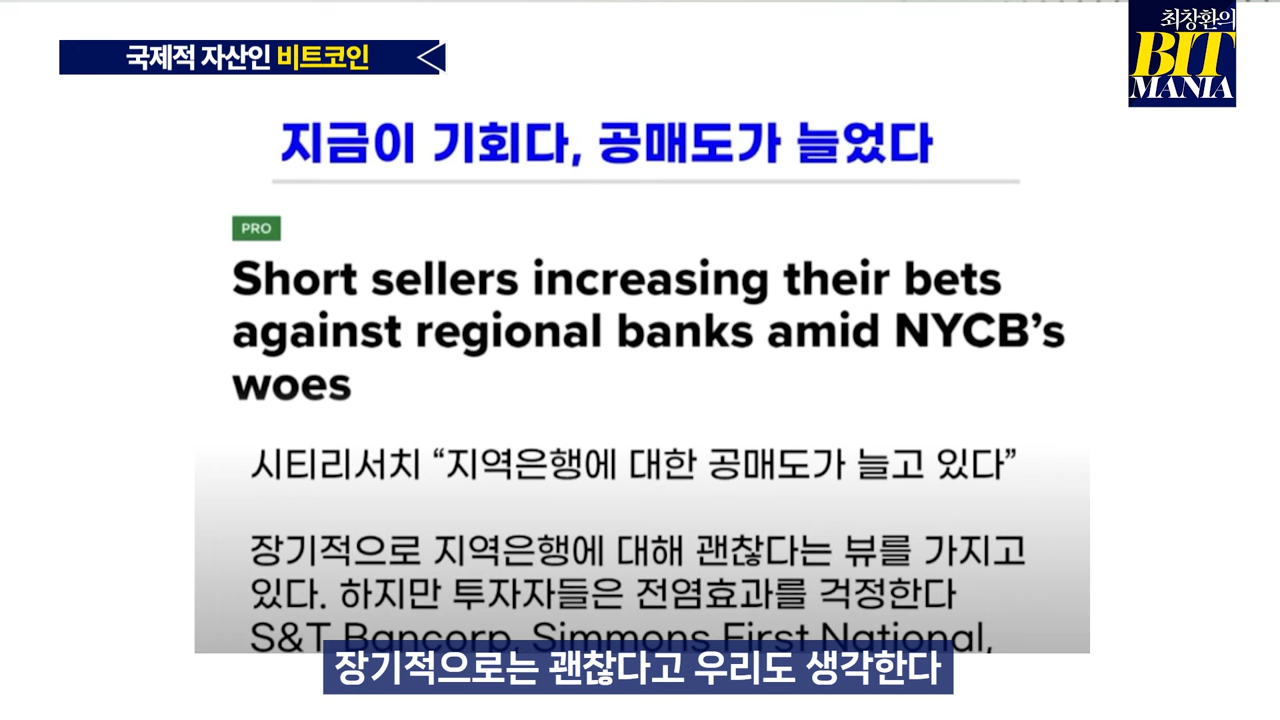 국제적 자산인 비트코인
최창환의
BIT
MANIA
지금이 기회다, 공매도가 늘었다
PRO
Short sellers increasing their bets
against regional banks amid NYCB’s
woes
시티리서치 “지역은행에 대한 공매도가 늘고 있다”
장기적으로 지역은행에 대해 괜찮다는 뷰를 가지고
있다. 하지만 투자자들은 전염효과를 걱정한다
S&T Bancorp, Simmons First National,
장기적으로는 괜찮다고 우리도 생각한다